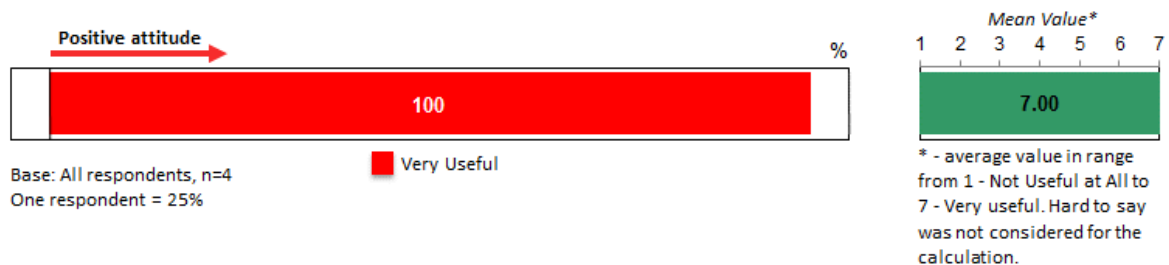 Positive attitude
%
100
Very Useful
Base: All respondents, n=4
One respondent = 25%
Mean Value*
1 2 3 4 5 6 7
7.00
* - average value in range
from 1 - Not Useful at All to
7 - Very useful. Hard to say
was not considered for the
calculation.